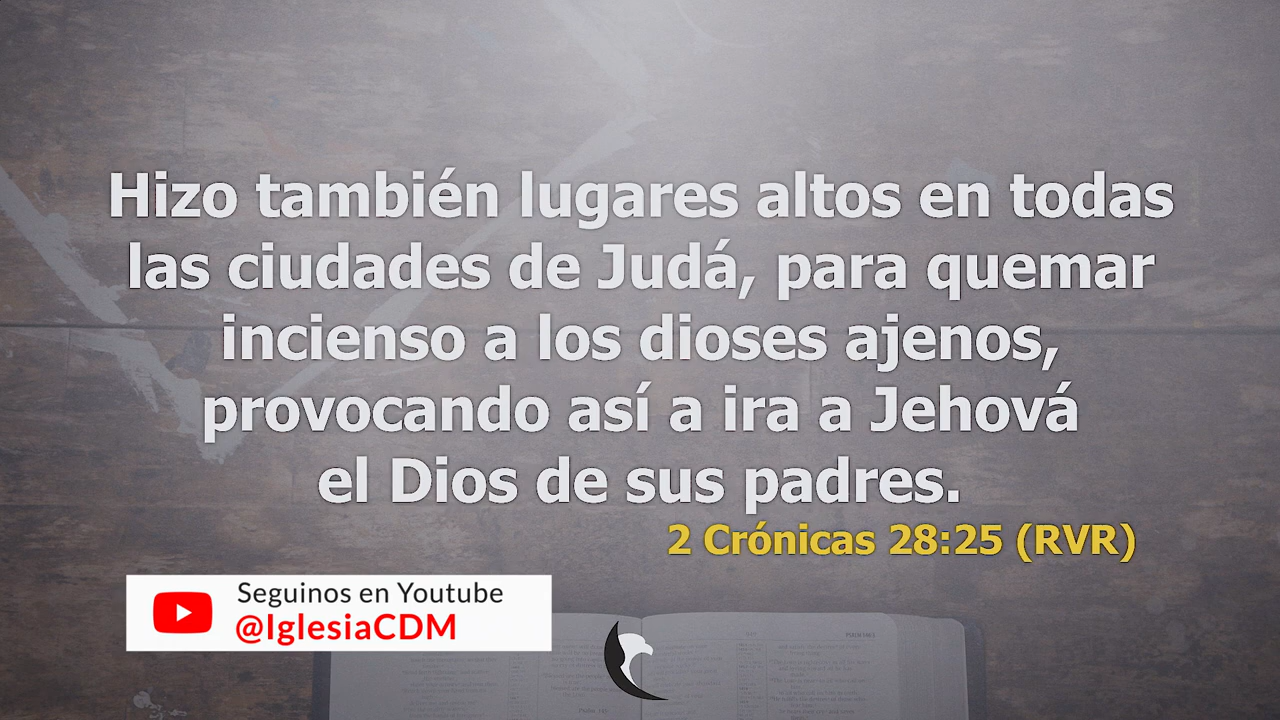 Hizo también lugares altos en todas
las ciudades de Judá, para quemar
incienso a los dioses ajenos,
provocando así a ira a Jehová
el Dios de sus padres.
2 Crónicas 28:25 (RVR)
Seguinos en Youtube
@IglesiaCDM